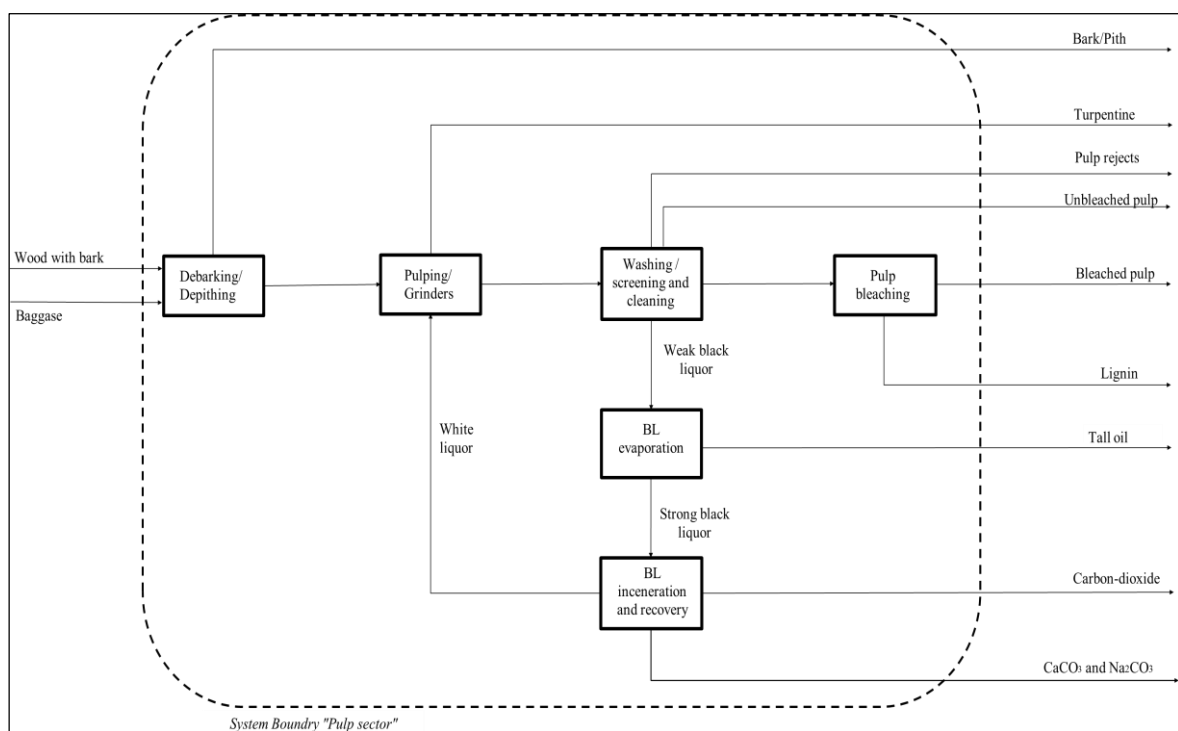 Bark/Pith
Turpentine
Pulp rejects
Unbleached pulp
Wood with bark
Debarking/
Depithing
Pulping/
Grinders
Washing /
screening and
cleaning
Pulp
bleaching
Bleached pulp
Baggase
Weak black
liquor
Lignin
White
liquor
BL
evaporation
Tall oil
Strong black
liquor
BL
inceneration
and recovery
Carbon-dioxide
CaCO₃ and Na₂CO₃
System Boundry "Pulp sector"